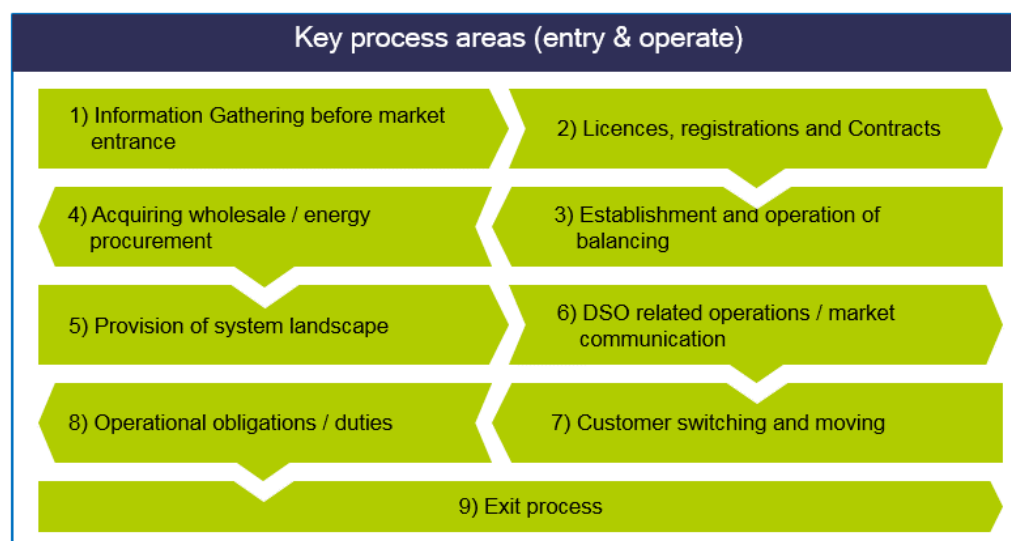 Key process areas (entry & operate)
1) Information Gathering before market
entrance
2) Licences, registrations and Contracts
4) Acquiring wholesale / energy
procurement
3) Establishment and operation of
balancing
5) Provision of system landscape
6) DSO related operations / market
communication
8) Operational obligations / duties
7) Customer switching and moving
9) Exit process